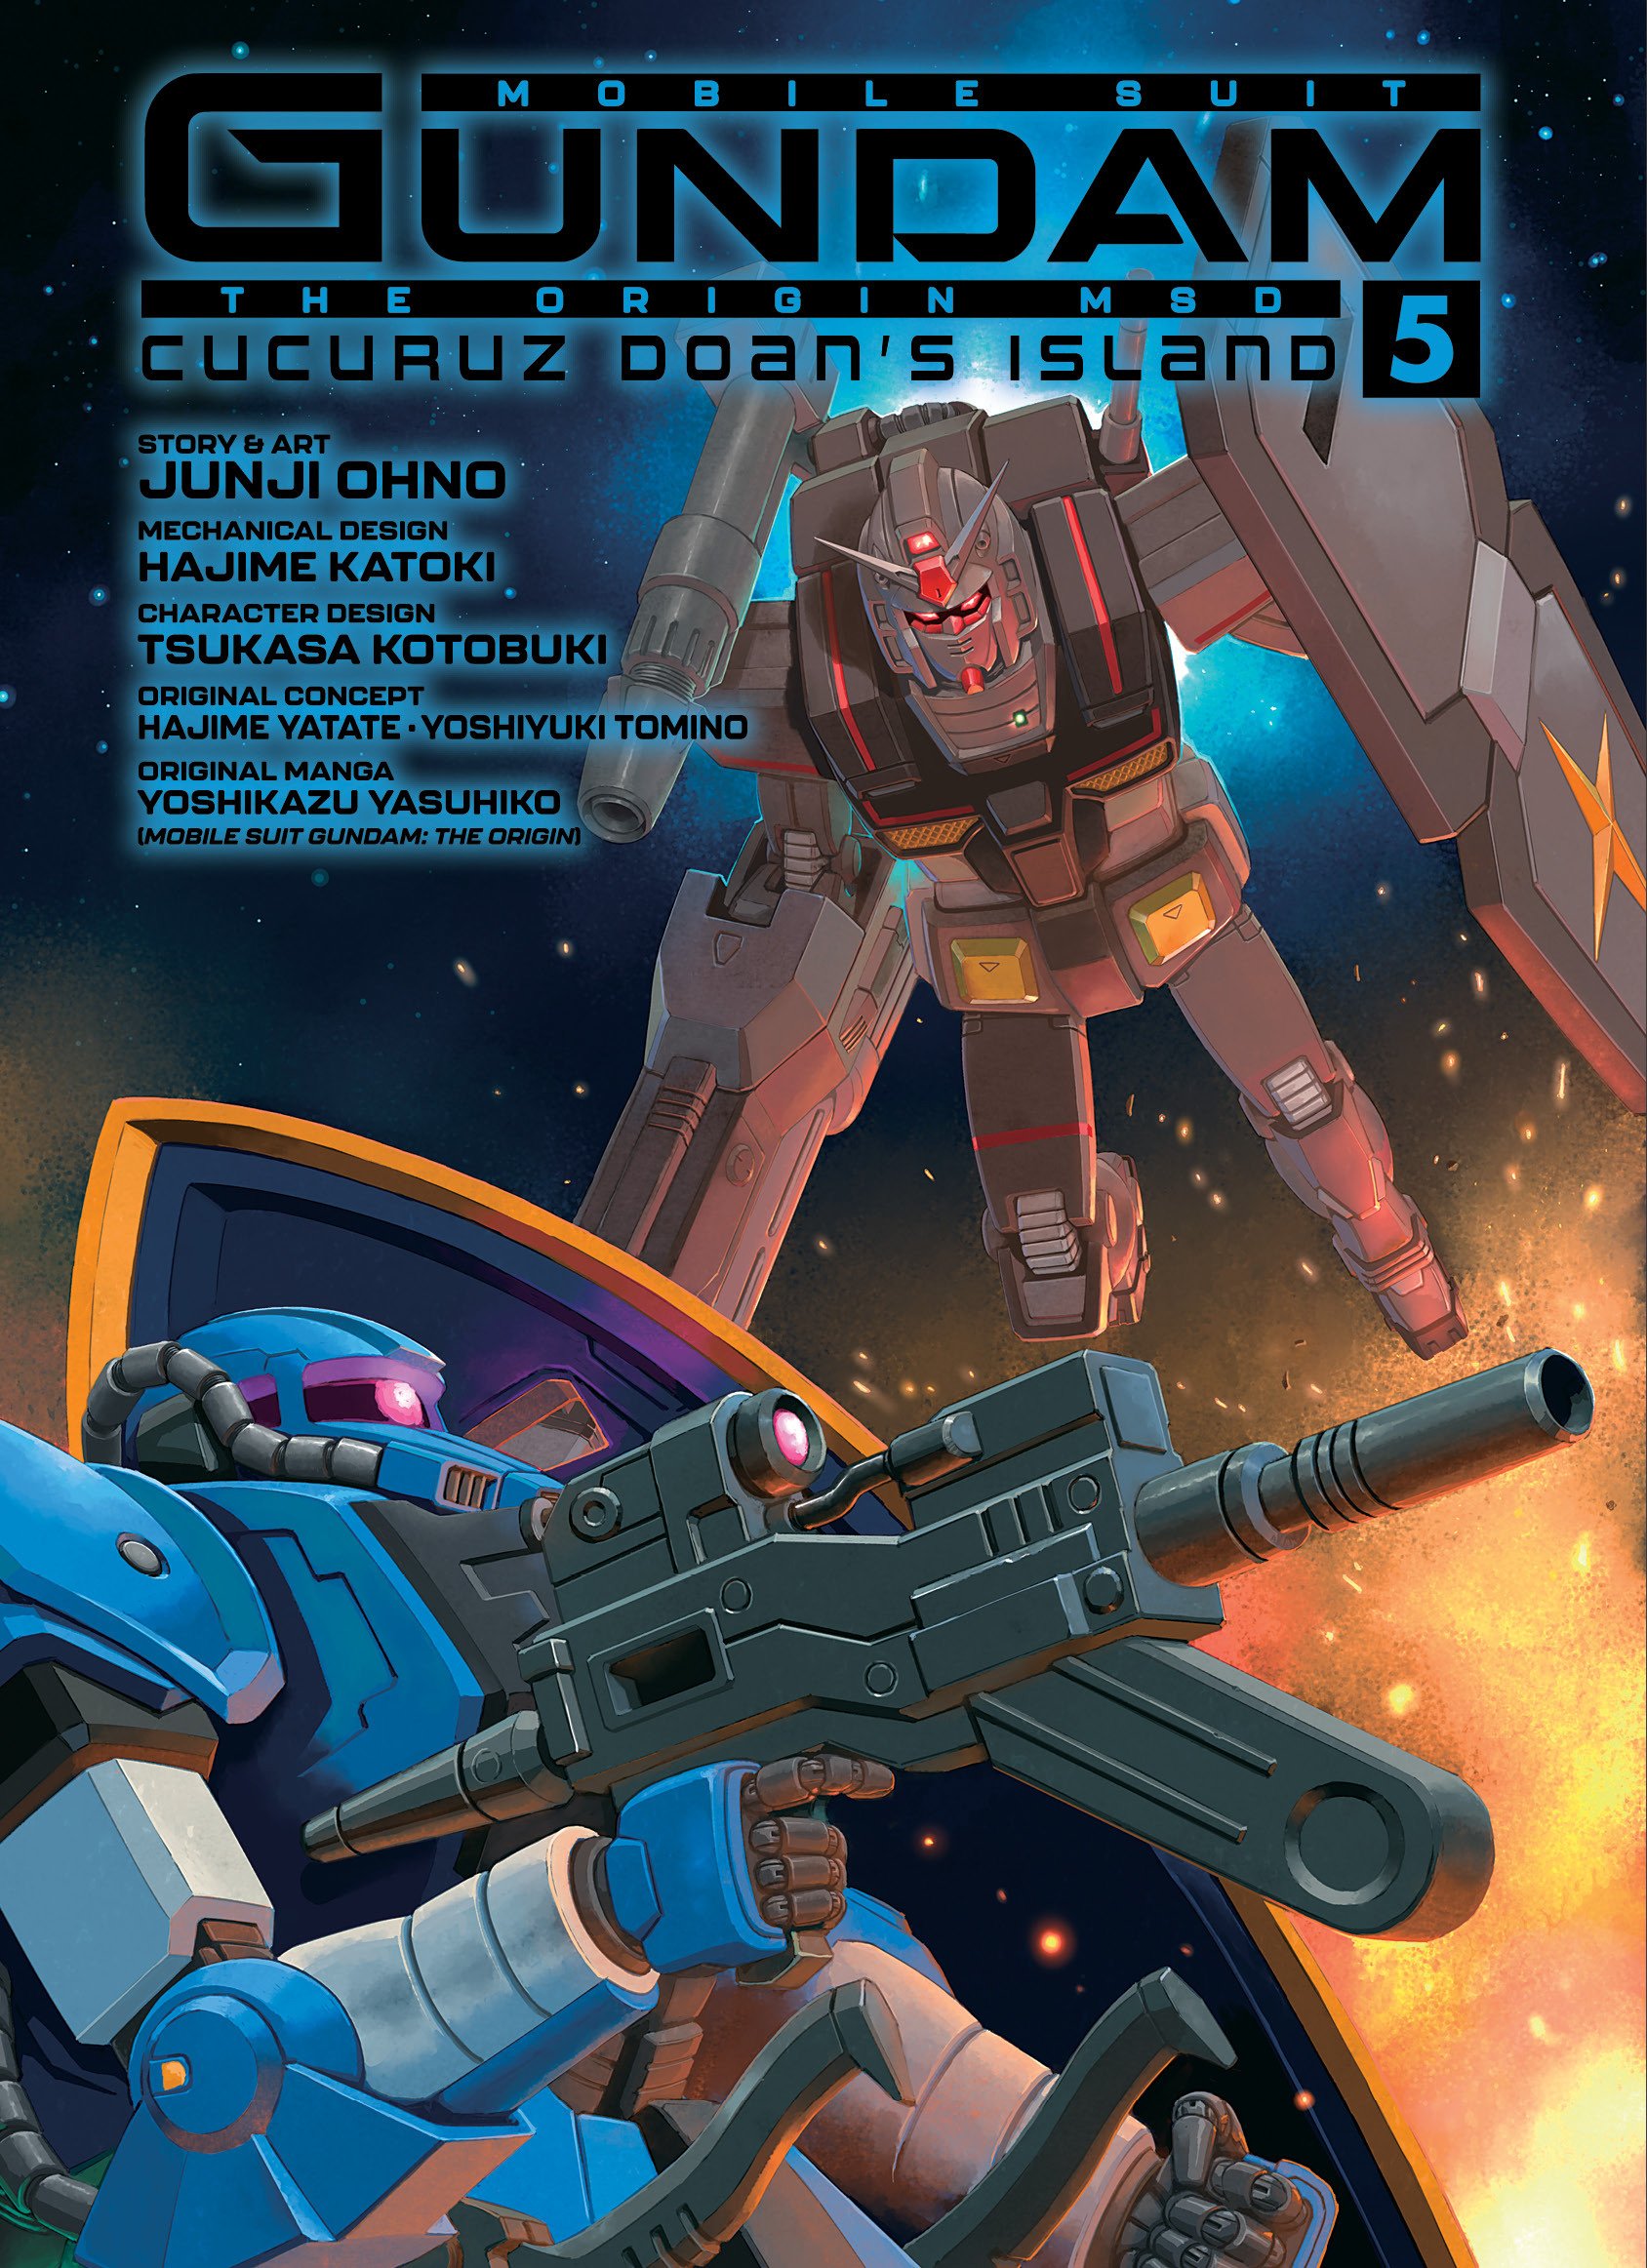 MOBILE SUIT
GUNDAM
THE ORIGIN MSD
CUCURUZ DOAN'S ISLAND 5
STORY & ART
JUNJI OHNO
MECHANICAL DESIGN
HAJIME KATOKI
CHARACTER DESIGN
TSUKASA KOTOBUKI
ORIGINAL CONCEPT
HAJIME YATATE · YOSHIYUKI TOMINO
ORIGINAL MANGA
YOSHIKAZU YASUHIKO
(MOBILE SUIT GUNDAM: THE ORIGIN)